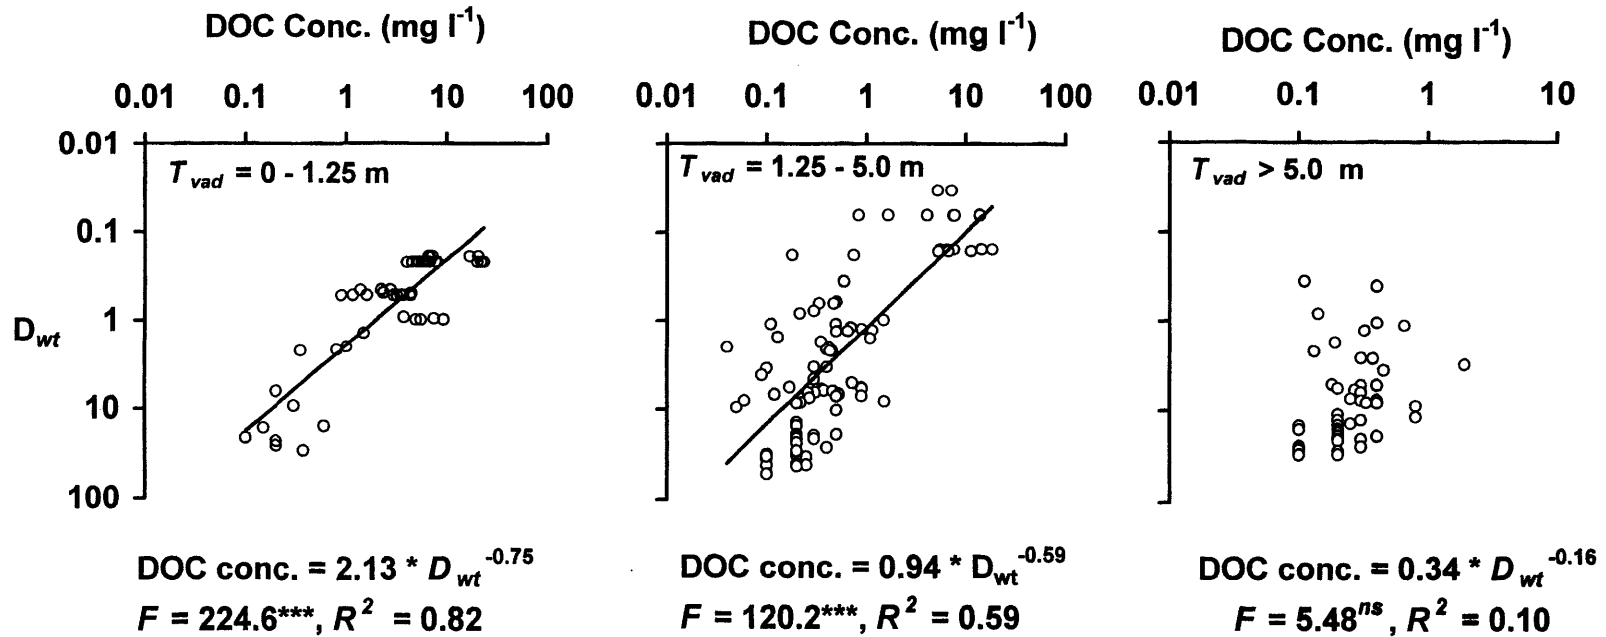 DOC Conc. (mg l-1)
0.01 0.1 1 10 100
0.01
0.1
1
10
100
Dwt
Tvad = 0 - 1.25 m
DOC conc. = 2.13 * Dwt-0.75
F = 224.6***, R2 = 0.82
DOC Conc. (mg l-1)
0.01 0.1 1 10 100
Tvad = 1.25 - 5.0 m
DOC conc. = 0.94 * Dwt-0.59
F = 120.2***, R2 = 0.59
DOC Conc. (mg l-1)
0.01 0.1 1 10
Tvad > 5.0 m
DOC conc. = 0.34 * Dwt-0.16
F = 5.48ns, R2 = 0.10